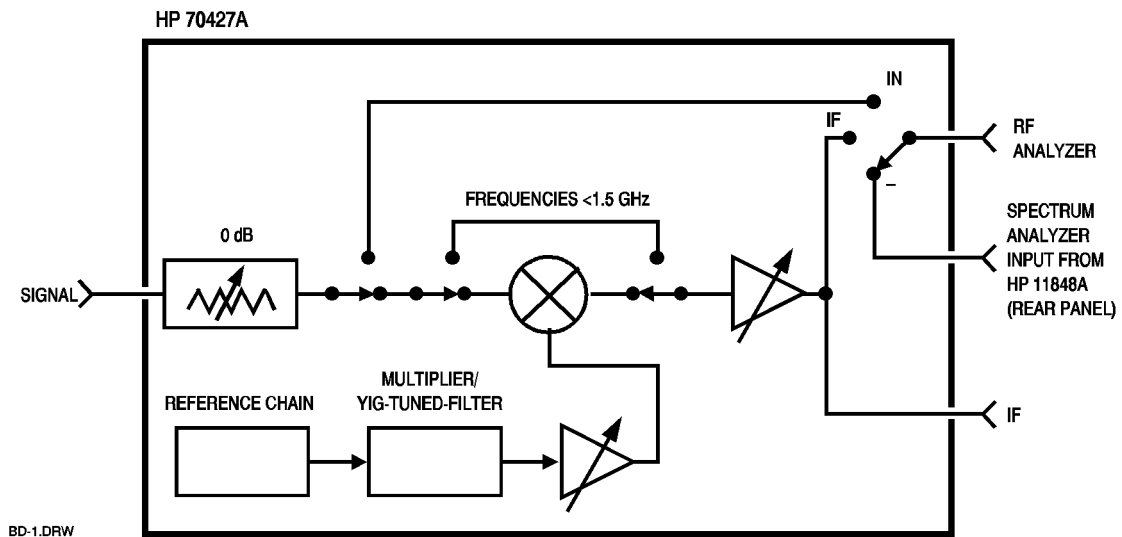 HP 70427A
IN
IF
RF
ANALYZER
FREQUENCIES <1.5 GHz
–
SPECTRUM
ANALYZER
INPUT FROM
HP 11848A
(REAR PANEL)
0 dB
SIGNAL
MULTIPLIER/
YIG-TUNED-FILTER
REFERENCE CHAIN
IF
BD-1.DRW